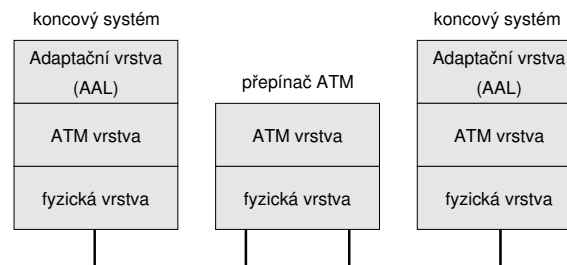 koncový systém
Adaptační vrstva
(AAL)
ATM vrstva
fyzická vrstva
přepínač ATM
ATM vrstva
fyzická vrstva
koncový systém
Adaptační vrstva
(AAL)
ATM vrstva
fyzická vrstva